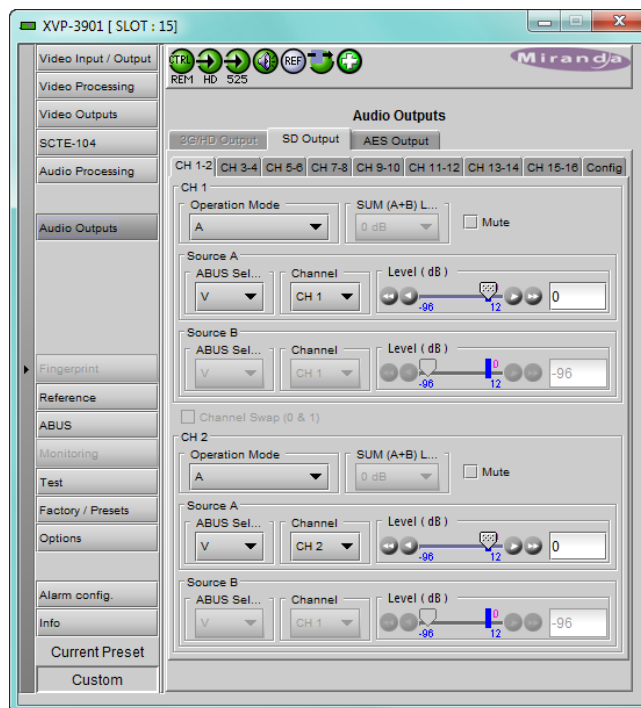 XVP-3901 [ SLOT : 15]
Video Input / Output
Video Processing
Video Outputs
SCTE-104
Audio Processing
Audio Outputs
Fingerprint
Reference
ABUS
Monitoring
Test
Factory / Presets
Options
Alarm config.
Info
Current Preset
Custom
CTRL REF
REM HD 525
Miranda
Audio Outputs
3G/HD Output SD Output AES Output
CH 1-2 CH 3-4 CH 5-6 CH 7-8 CH 9-10 CH 11-12 CH 13-14 CH 15-16 Config
CH 1
Operation Mode SUM (A+B) L...
A 0 dB Mute
Source A
ABUS Sel... Channel Level ( dB )
V CH 1 0
-96 12
Source B
ABUS Sel... Channel Level ( dB )
0
V CH 1 -96
-96 12
Channel Swap (0 & 1)
CH 2
Operation Mode SUM (A+B) L...
A 0 dB Mute
Source A
ABUS Sel... Channel Level ( dB )
V CH 2 0
-96 12
Source B
ABUS Sel... Channel Level ( dB )
0
V CH 1 -96
-96 12